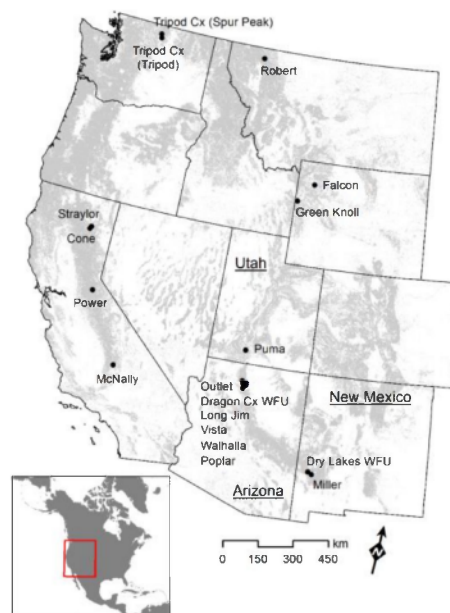 Tripod Cx (Spur Peak)
Tripod Cx
(Tripod)
Robert
Falcon
Green Knoll
Straylor
Cone
Utah
Power
Puma
McNally
Outlet
Dragon Cx WFU
Long Jim
Vista
Walhalla
Poplar
New Mexico
Dry Lakes WFU
Miller
Arizona
km
0 150 300 450
N